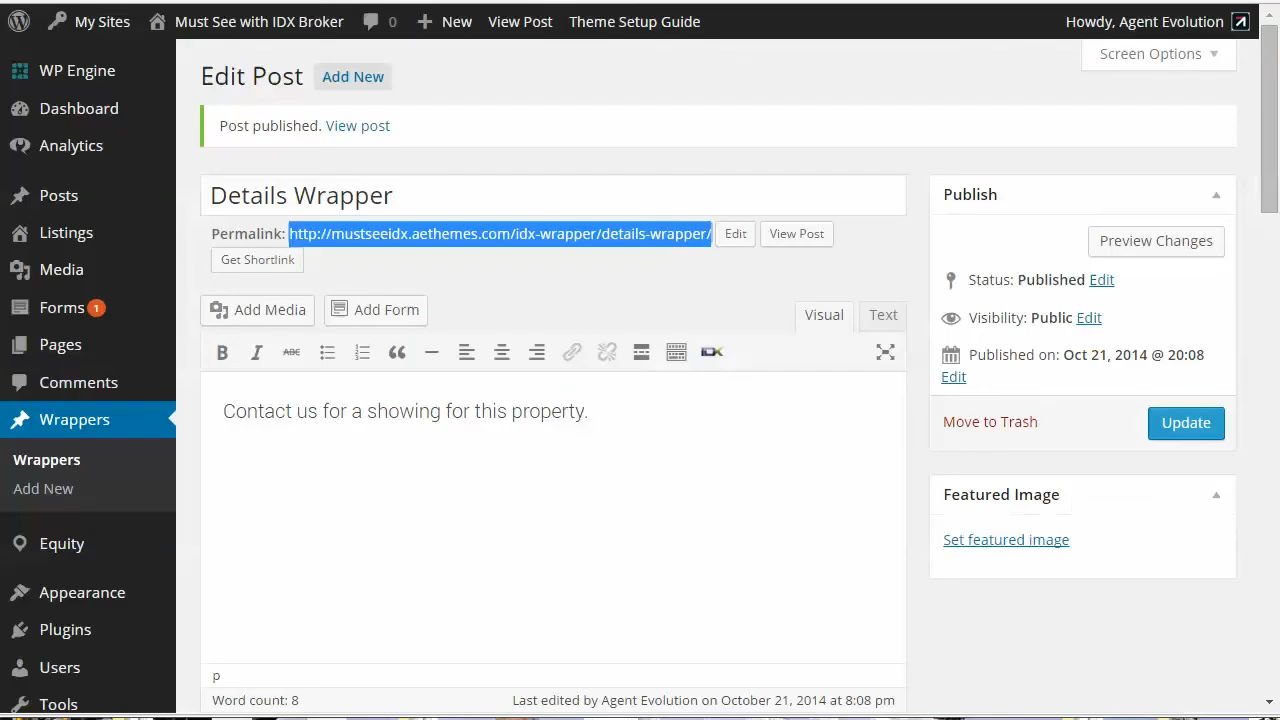 My Sites Must See with IDX Broker 0 New View Post Theme Setup Guide Howdy, Agent Evolution
Screen Options
WP Engine
Dashboard
Analytics
Posts
Listings
Media
Forms 1
Pages
Comments
Wrappers
Wrappers
Add New
Equity
Appearance
Plugins
Users
Tools
Edit Post Add New
Post published. View post
Details Wrapper
Permalink: http://mustseeidx.aethemes.com/idx-wrapper/details-wrapper/ Edit View Post
Get Shortlink
Add Media Add Form Visual Text
B I ABC IDX
Contact us for a showing for this property.
p
Word count: 8 Last edited by Agent Evolution on October 21, 2014 at 8:08 pm
Publish
Preview Changes
Status: Published Edit
Visibility: Public Edit
Published on: Oct 21, 2014 @ 20:08
Edit
Move to Trash Update
Featured Image
Set featured image